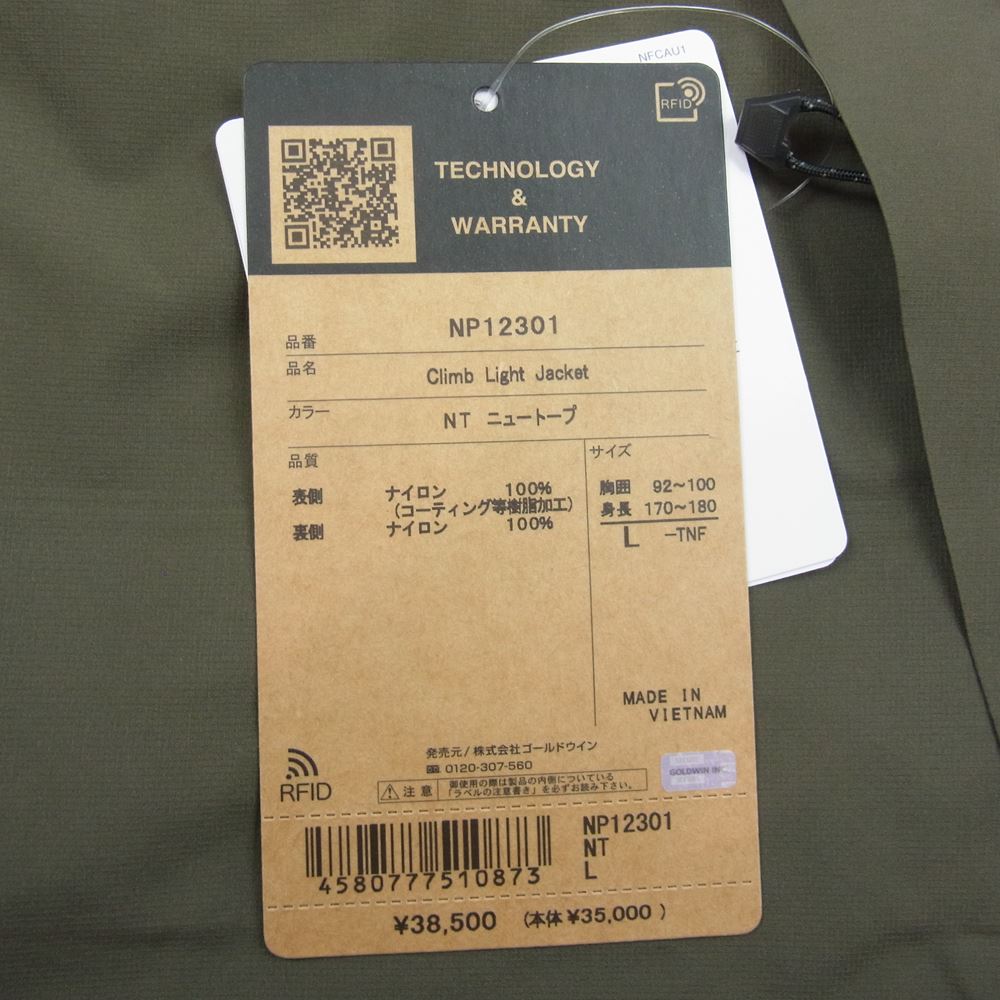 NFCAU1
RFID
TECHNOLOGY
&
WARRANTY
品番 NP12301
品名 Climb Light Jacket
カラー NT ニュートープ
品質
表側 ナイロン 100%
(コーティング等樹脂加工)
裏側 ナイロン 100%
サイズ
胸囲 92~100
身長 170~180
L -TNF
MADE IN
VIETNAM
発売元/株式会社ゴールドウイン
0120-307-560
注意 御使用の際は製品の内側についている
「ラベルの注意書き」を必ずお読み下さい。
RFID
GOLDWIN INC.
4580777510873
NP12301
NT
L
¥38,500 (本体¥35,000 )